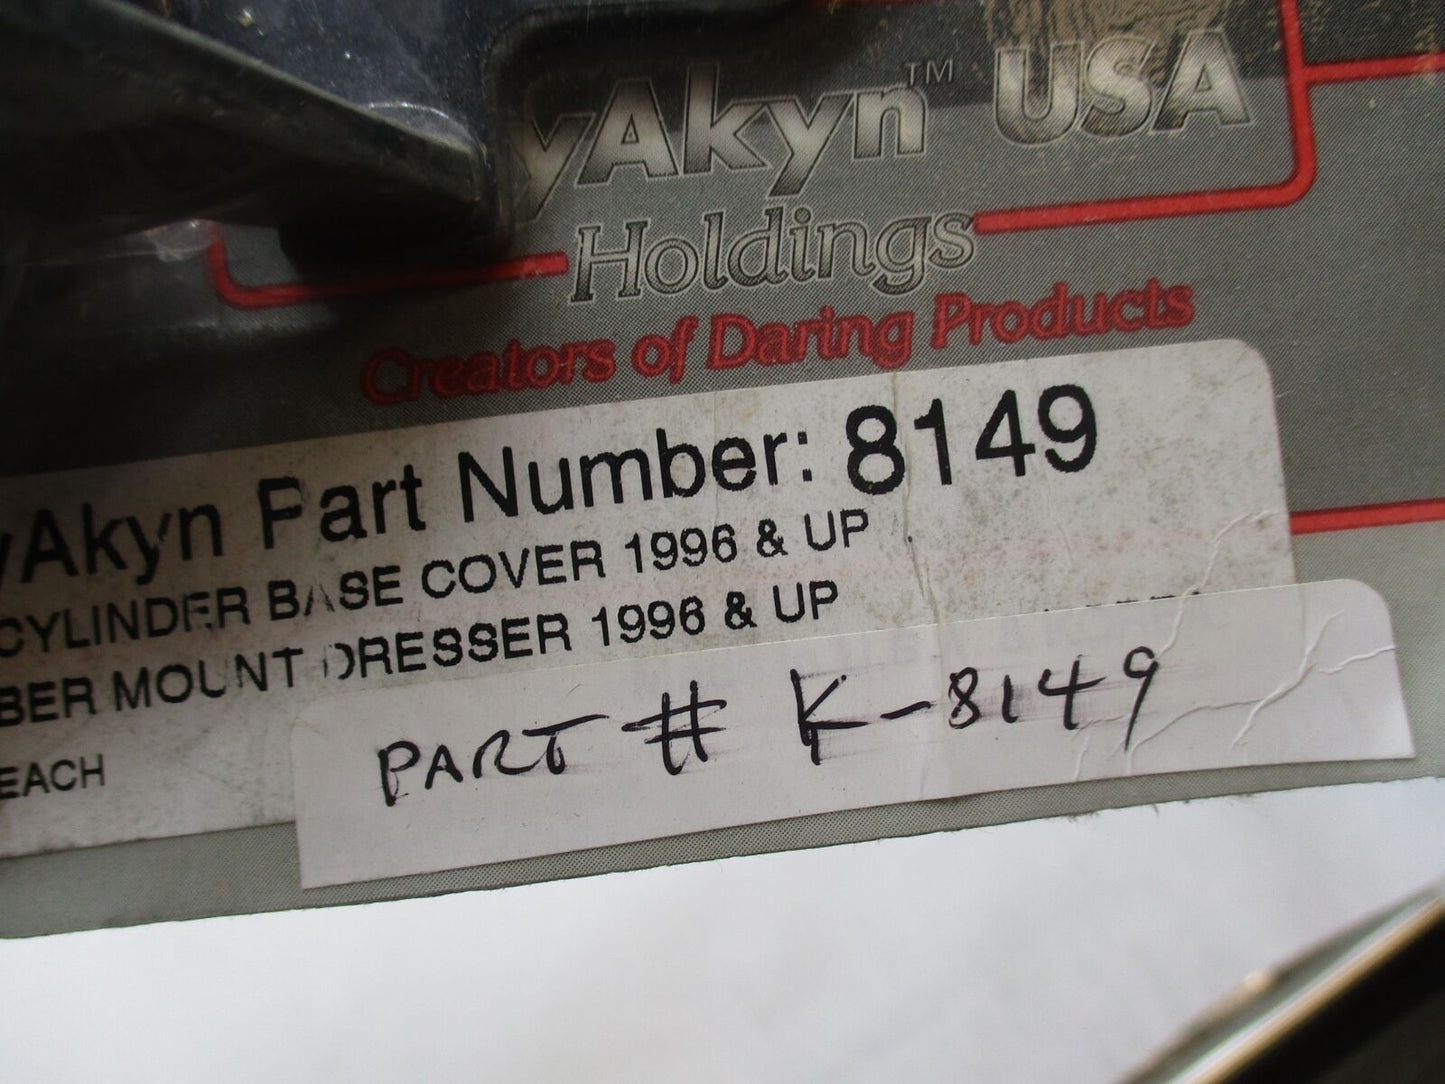 yAkyn™ USA
Holdings
Creators of Daring Products
yAkyn Part Number: 8149
CYLINDER BASE COVER 1996 & UP
BER MOUNT DRESSER 1996 & UP
EACH
PART # K-8149